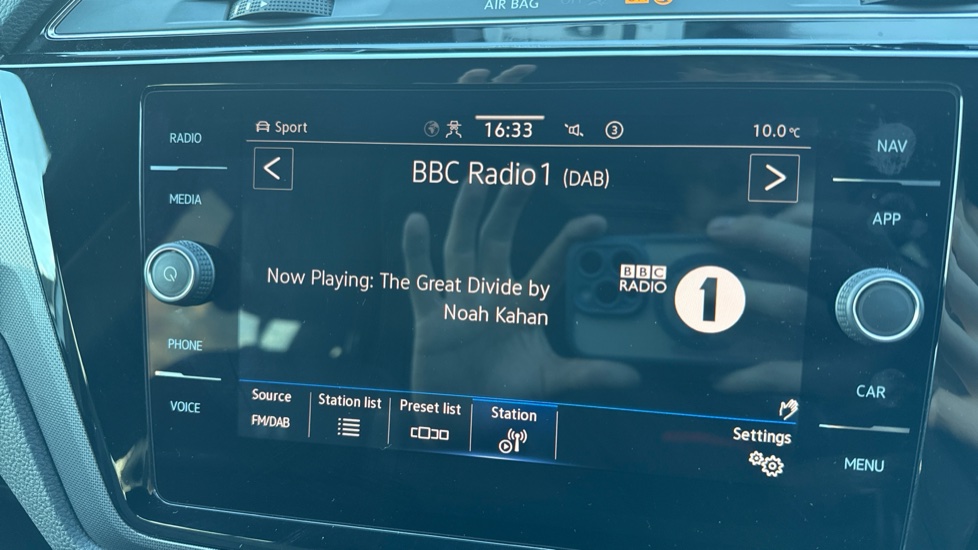 AIR BAG
RADIO
MEDIA
PHONE
VOICE
Sport
16:33
3
10.0°C
<
BBC Radio 1 (DAB)
>
Now Playing: The Great Divide by
Noah Kahan
BBC
RADIO
1
Source
FM/DAB
Station list
Preset list
Station
Settings
NAV
APP
CAR
MENU